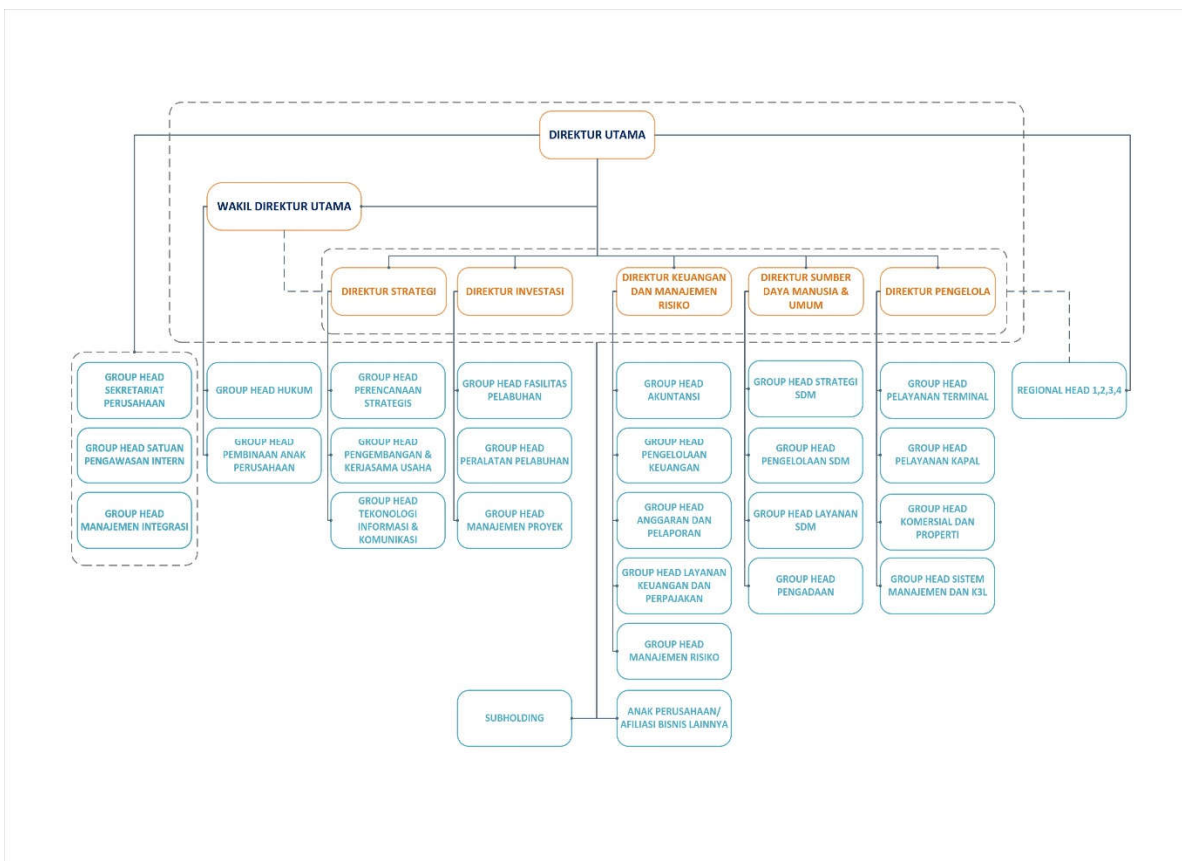 DIREKTUR UTAMA
WAKIL DIREKTUR UTAMA
DIREKTUR STRATEGI
DIREKTUR INVESTASI
DIREKTUR KEUANGAN
DAN MANAJEMEN
RISIKO
DIREKTUR SUMBER
DAYA MANUSIA &
UMUM
DIREKTUR PENGELOLA
GROUP HEAD
SEKRETARIAT
PERUSAHAAN
GROUP HEAD SATUAN
PENGAWASAN INTERN
GROUP HEAD
MANAJEMEN INTEGRASI
GROUP HEAD HUKUM
GROUP HEAD
PEMBINAAN ANAK
PERUSAHAAN
GROUP HEAD
PERENCANAAN
STRATEGIS
GROUP HEAD
PENGEMBANGAN &
KERJASAMA USAHA
GROUP HEAD
TEKONOLOGI
INFORMASI &
KOMUNIKASI
GROUP HEAD FASILITAS
PELABUHAN
GROUP HEAD
PERALATAN PELABUHAN
GROUP HEAD
MANAJEMEN PROYEK
GROUP HEAD
AKUNTANSI
GROUP HEAD
PENGELOLAAN
KEUANGAN
GROUP HEAD
ANGGARAN DAN
PELAPORAN
GROUP HEAD LAYANAN
KEUANGAN DAN
PERPAJAKAN
GROUP HEAD
MANAJEMEN RISIKO
GROUP HEAD STRATEGI
SDM
GROUP HEAD
PENGELOLAAN SDM
GROUP HEAD LAYANAN
SDM
GROUP HEAD
PENGADAAN
GROUP HEAD
PELAYANAN TERMINAL
GROUP HEAD
PELAYANAN KAPAL
GROUP HEAD
KOMERSIAL DAN
PROPERTI
GROUP HEAD SISTEM
MANAJEMEN DAN K3L
REGIONAL HEAD 1,2,3,4
SUBHOLDING
ANAK PERUSAHAAN/
AFILIASI BISNIS LAINNYA